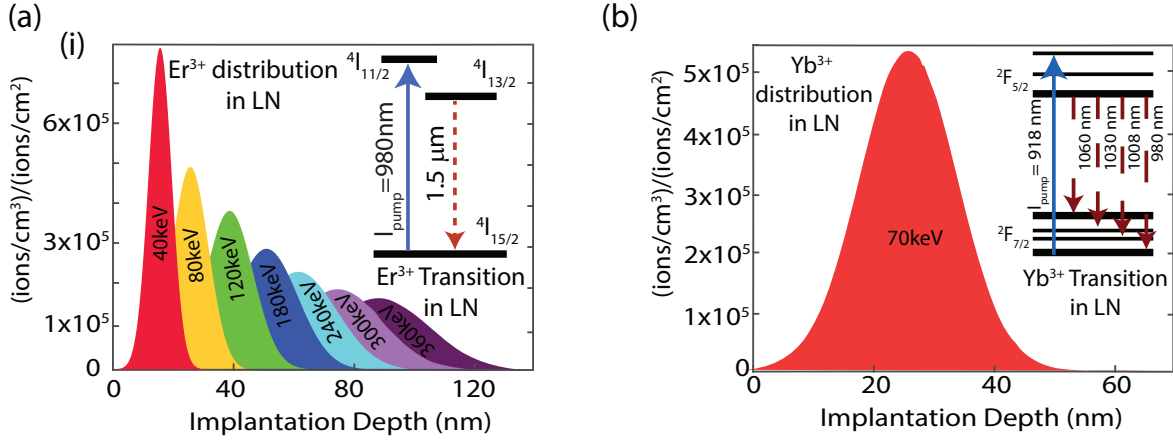 (a)
(i)
Er³⁺ distribution
in LN
(ions/cm³)/(ions/cm²)
6x10⁵
3x10⁵
1x10⁵
0
40keV
80keV
120keV
180keV
240keV
300keV
360keV
⁴I₁₁/₂
⁴I₁₃/₂
I_pump=980nm
1.5 μm
⁴I₁₅/₂
Er³⁺ Transition
in LN
0 40 80 120
Implantation Depth (nm)
(b)
Yb³⁺
distribution
in LN
(ions/cm³)/(ions/cm²)
5x10⁵
4x10⁵
3x10⁵
2x10⁵
1x10⁵
0
70keV
²F₅/₂
I_pump= 918 nm
1060 nm
1030 nm
1008 nm
980 nm
²F₇/₂
Yb³⁺ Transition
in LN
0 20 40 60
Implantation Depth (nm)